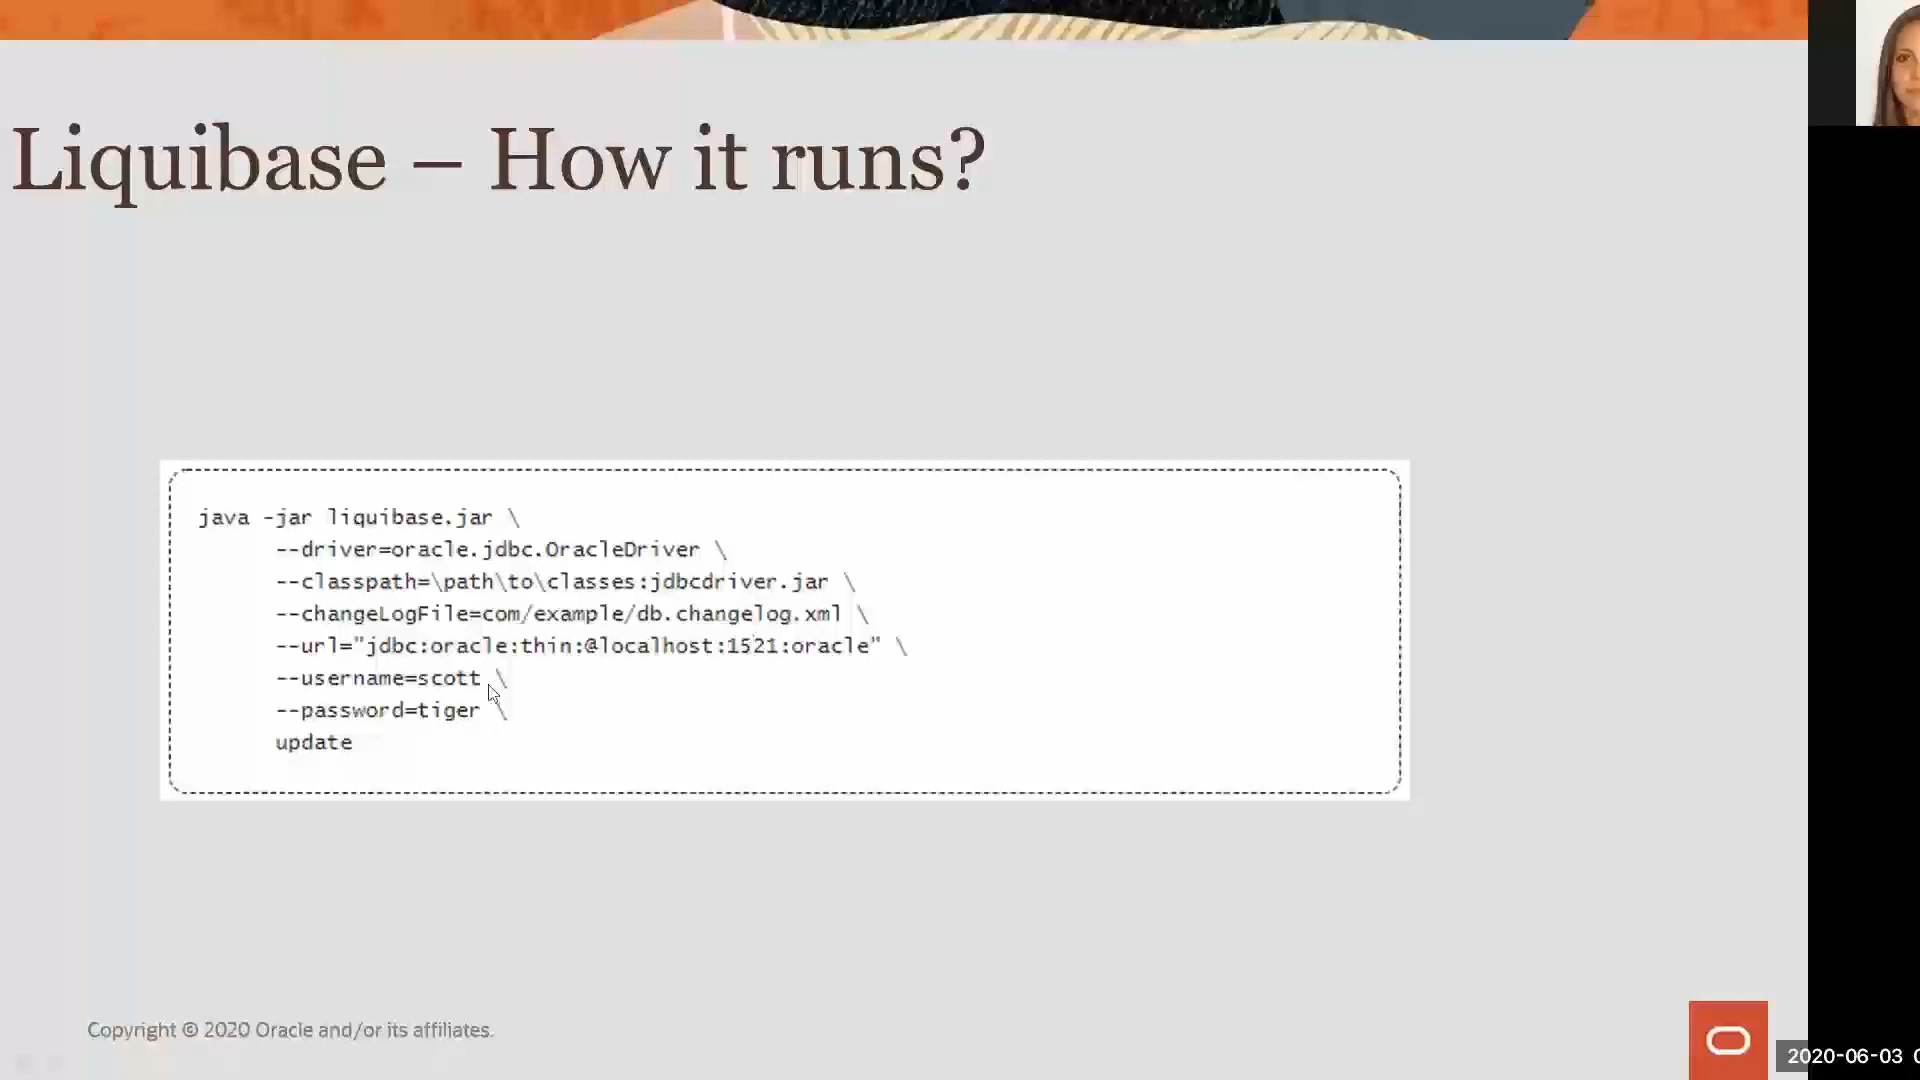 Liquibase – How it runs?
java -jar liquibase.jar \
--driver=oracle.jdbc.OracleDriver \
--classpath=\path\to\classes:jdbcdriver.jar \
--changeLogFile=com/example/db.changelog.xml \
--url="jdbc:oracle:thin:@localhost:1521:oracle" \
--username=scott \
--password=tiger \
update
Copyright © 2020 Oracle and/or its affiliates.
2020-06-03